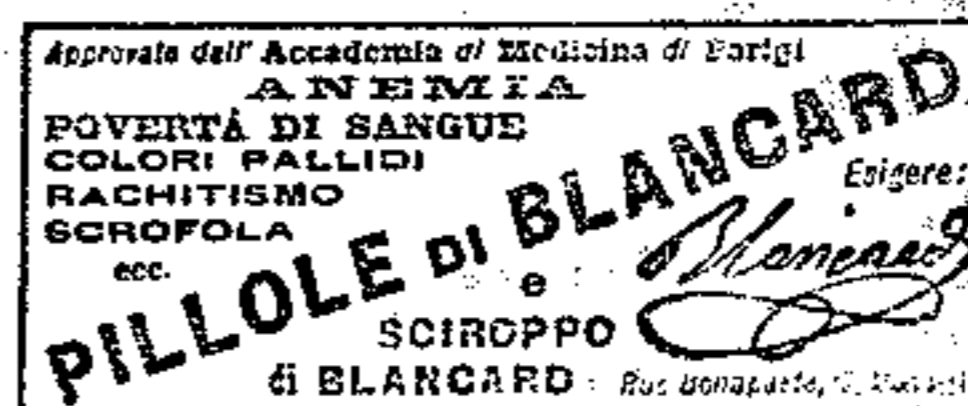 Approvate dall' Accademia di Medicina di Parigi
ANEMIA
POVERTÀ DI SANGUE
COLORI PALLIDI
RACHITISMO
SCROFOLA
ecc.
PILLOLE DI BLANCARD
Esigere:
Blancard
e
SCIROPPO
di BLANCARD
Rue Bonaparte,